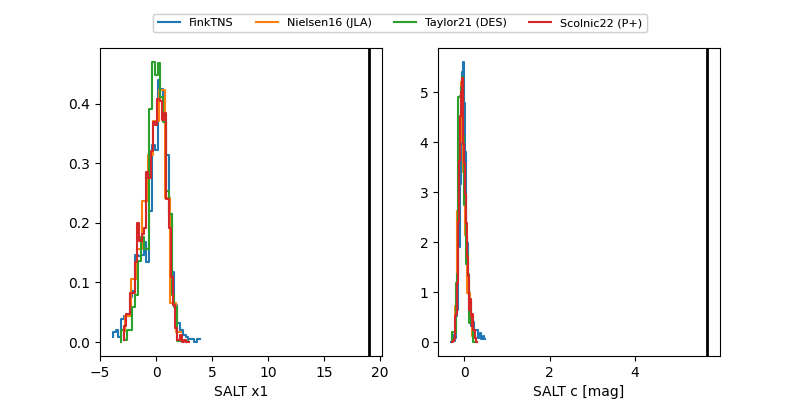 FinkTNS Nielsen16 (JLA) Taylor21 (DES) Scolnic22 (P+)
0.4
0.3
0.2
0.1
0.0
−5 0 5 10 15 20
SALT x1
5
4
3
2
1
0
0 2 4
SALT c [mag]